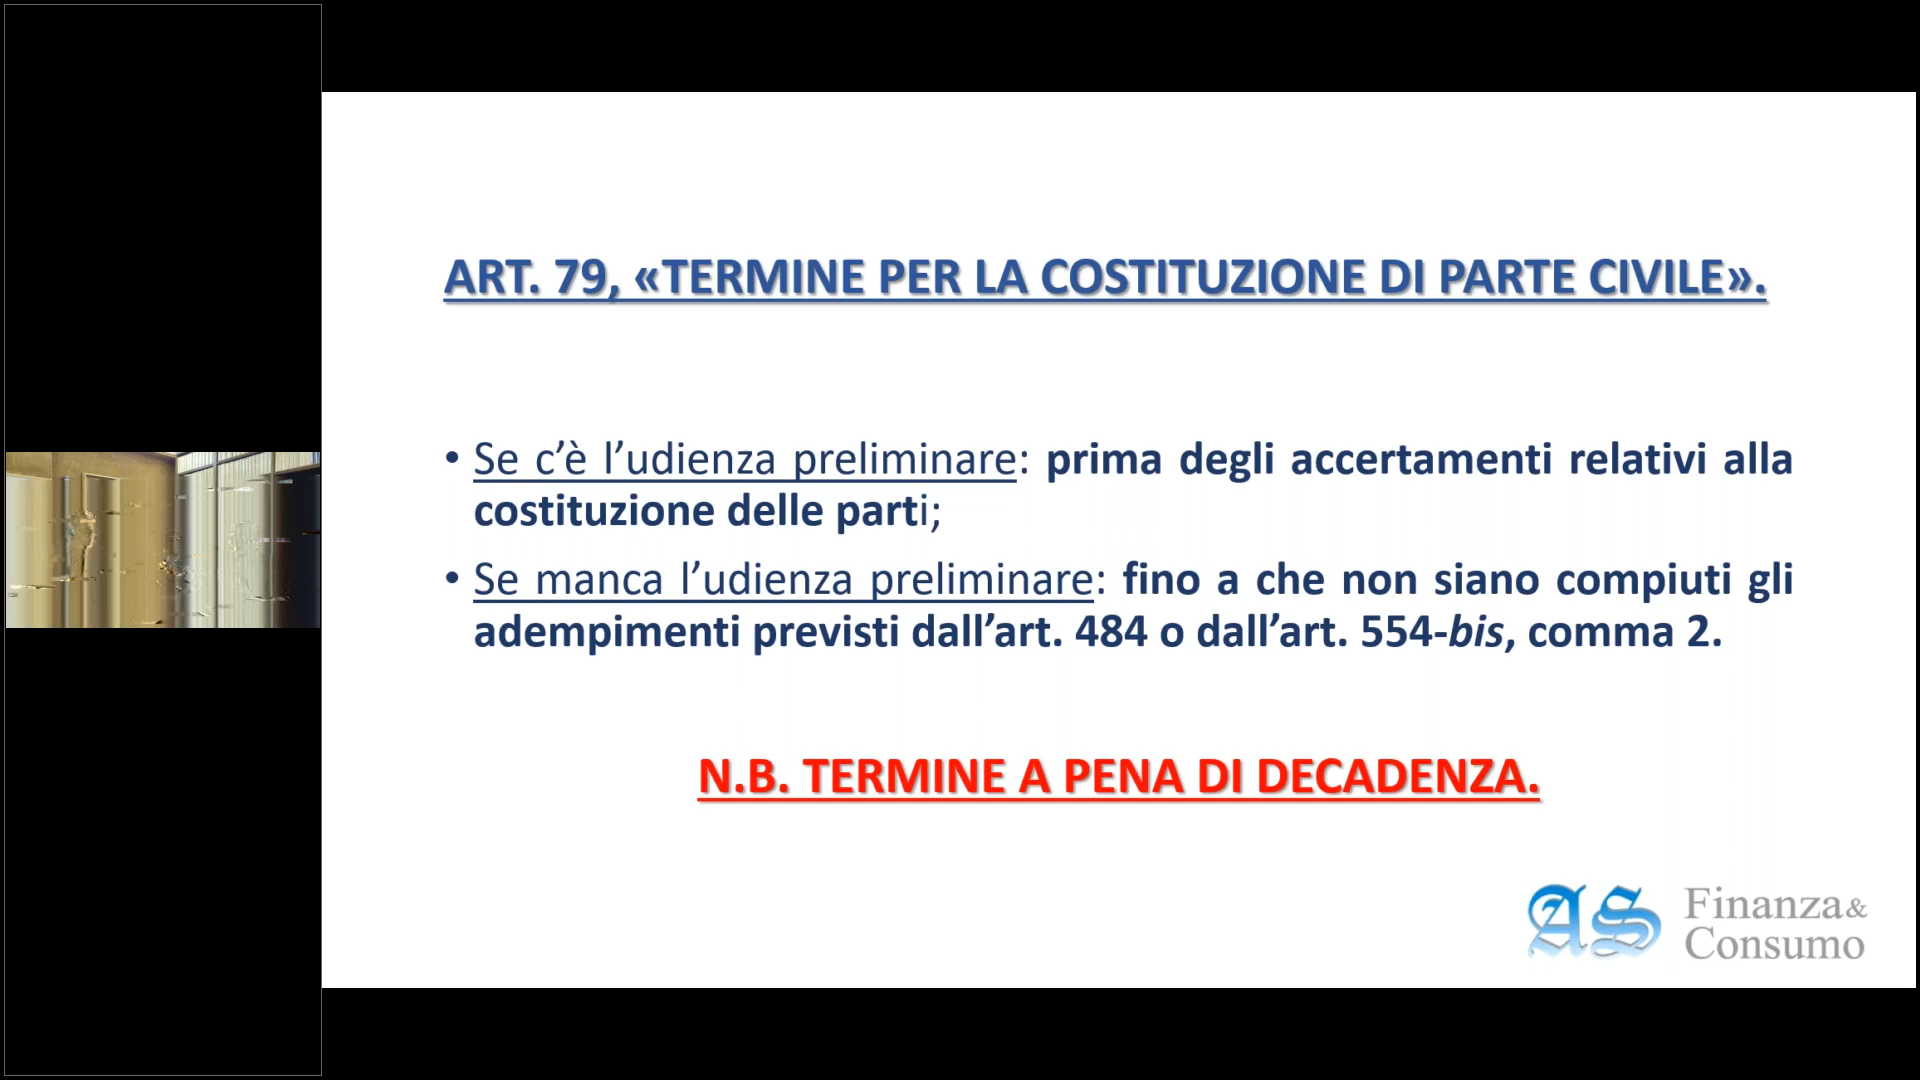 ART. 79, «TERMINE PER LA COSTITUZIONE DI PARTE CIVILE».
• Se c’è l’udienza preliminare: prima degli accertamenti relativi alla
costituzione delle parti;
• Se manca l’udienza preliminare: fino a che non siano compiuti gli
adempimenti previsti dall’art. 484 o dall’art. 554-bis, comma 2.
N.B. TERMINE A PENA DI DECADENZA.
AS Finanza&
Consumo